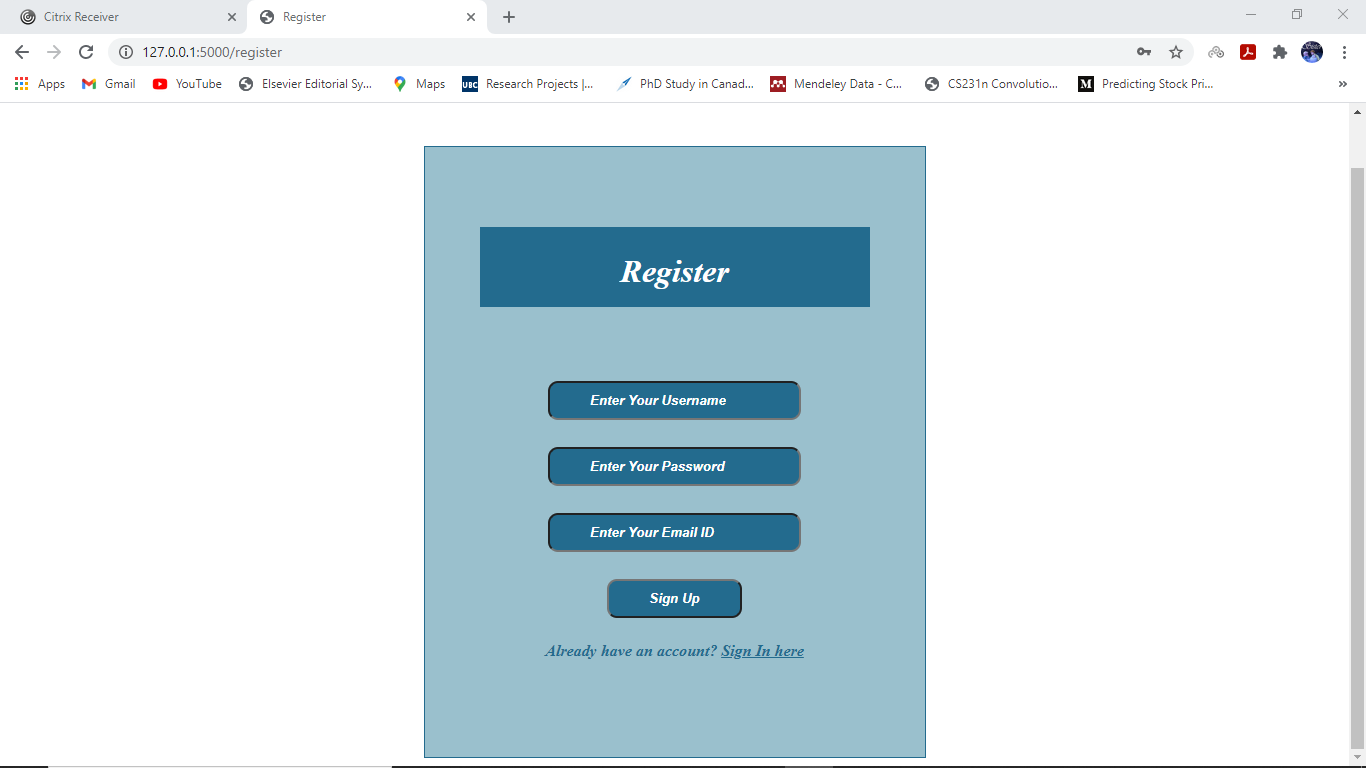 Citrix Receiver
Register
127.0.0.1:5000/register
Apps Gmail YouTube Elsevier Editorial Sy... Maps UBC Research Projects |... PhD Study in Canad... Mendeley Data - C... CS231n Convolutio... M Predicting Stock Pri... »
Register
Enter Your Username
Enter Your Password
Enter Your Email ID
Sign Up
Already have an account? Sign In here